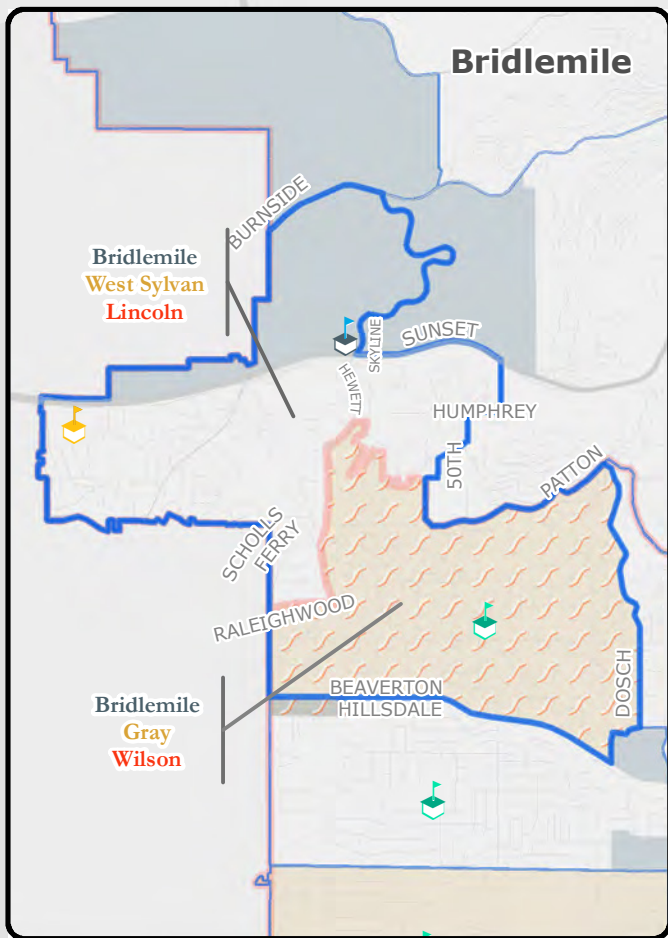 Bridlemile
BURNSIDE
Bridlemile
West Sylvan
Lincoln
SKYLINE
SUNSET
HEWETT
HUMPHREY
50TH
PATTON
SCHOLLS
FERRY
RALEIGHWOOD
BEAVERTON
HILLSDALE
DOSCH
Bridlemile
Gray
Wilson